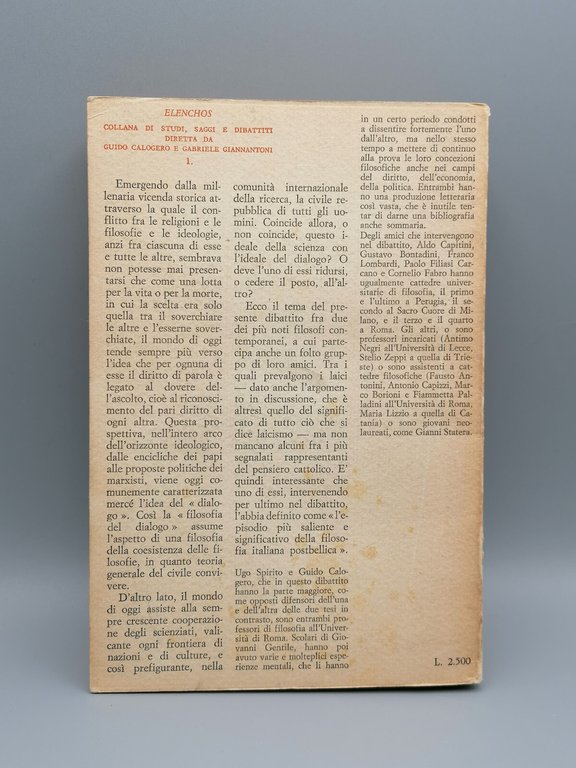 ELENCHOS
COLLANA DI STUDI, SAGGI E DIBATTITI
DIRETTA DA
GUIDO CALOGERO E GABRIELE GIANNANTONI
1.
Emergendo dalla mil-
lenaria vicenda storica at-
traverso la quale il con-
flitto fra le religioni e le
filosofie e le ideologie,
anzi fra ciascuna di esse
e tutte le altre, sembrava
non potesse mai presen-
tarsi che come una lotta
per la vita o per la morte,
in cui la scelta era solo
quella tra il soverchiare
le altre e l'esserne sover-
chiate, il mondo di oggi
tende sempre più verso
l'idea che per ognuna di
esse il diritto di parola è
legato al dovere del-
l'ascolto, cioè al riconosci-
mento del pari diritto di
ogni altra. Questa pro-
spettiva, nell'intero arco
dell'orizzonte ideologico,
dalle encicliche dei papi
alle proposte politiche dei
marxisti, viene oggi co-
munemente caratterizzata
mercé l'idea del « dialo-
go ». Così la « filosofia
del dialogo » assume
l'aspetto di una filosofia
della coesistenza delle fi-
losofie, in quanto teoria
generale del civile convi-
vere.
D'altro lato, il mondo
di oggi assiste alla sem-
pre crescente cooperazio-
ne degli scienziati, vali-
cante ogni frontiera di
nazioni e di culture, e
così prefigurante, nella
comunità internazionale
della ricerca, la civile re-
pubblica di tutti gli uo-
mini. Coincide allora, o
non coincide, questo i-
deale della scienza con
l'ideale del dialogo? O
deve l'uno di essi ridursi,
o cedere il posto, all'al-
tro?
Ecco il tema del pre-
sente dibattito fra due
dei più noti filosofi con-
temporanei, a cui parte-
cipa anche un folto grup-
po di loro amici. Tra i
quali prevalgono i laici
— dato anche l'argomen-
to in discussione, che è
altresì quello del signifi-
cato di tutto ciò che si
dice laicismo — ma non
mancano alcuni fra i più
segnalati rappresentanti
del pensiero cattolico. E'
quindi interessante che
uno di essi, intervenendo
per ultimo nel dibattito,
l'abbia definito come « l'e-
pisodio più saliente e
significativo della filoso-
fia italiana postbellica ».
Ugo Spirito e Guido Calo-
gero, che in questo dibattito
hanno la parte maggiore, co-
me opposti difensori dell'una
e dell'altra delle due tesi in
contrasto, sono entrambi pro-
fessori di filosofia all'Univer-
sità di Roma. Scolari di Gio-
vanni Gentile, hanno poi
avuto varie e molteplici espe-
rienze mentali, che li hanno
in un certo periodo condotti
a dissentire fortemente l'uno
dall'altro, ma nello stesso
tempo a mettere di continuo
alla prova le loro concezioni
filosofiche anche nei campi
del diritto, dell'economia,
della politica. Entrambi han-
no una produzione letteraria
così vasta, che è inutile ten-
tar di darne una bibliografia
anche sommaria.
Degli amici che intervengono
nel dibattito, Aldo Capitini,
Gustavo Bontadini, Franco
Lombardi, Paolo Filiasi Car-
cano e Cornelio Fabro hanno
ugualmente cattedre univer-
sitarie di filosofia, il primo
e l'ultimo a Perugia, il se-
condo al Sacro Cuore di Mi-
lano, e il terzo e il quarto
a Roma. Gli altri, o sono
professori incaricati (Antimo
Negri all'Università di Lecce,
Stelio Zeppi a quella di Trie-
ste) o sono assistenti a cat-
tedre filosofiche (Fausto An-
tonini, Antonio Capizzi, Mar-
co Borioni e Fiammetta Pal-
ladini all'Università di Roma,
Maria Lizzio a quella di Ca-
tania) o sono giovani neo-
laureati, come Gianni Stutera.
L. 2.500